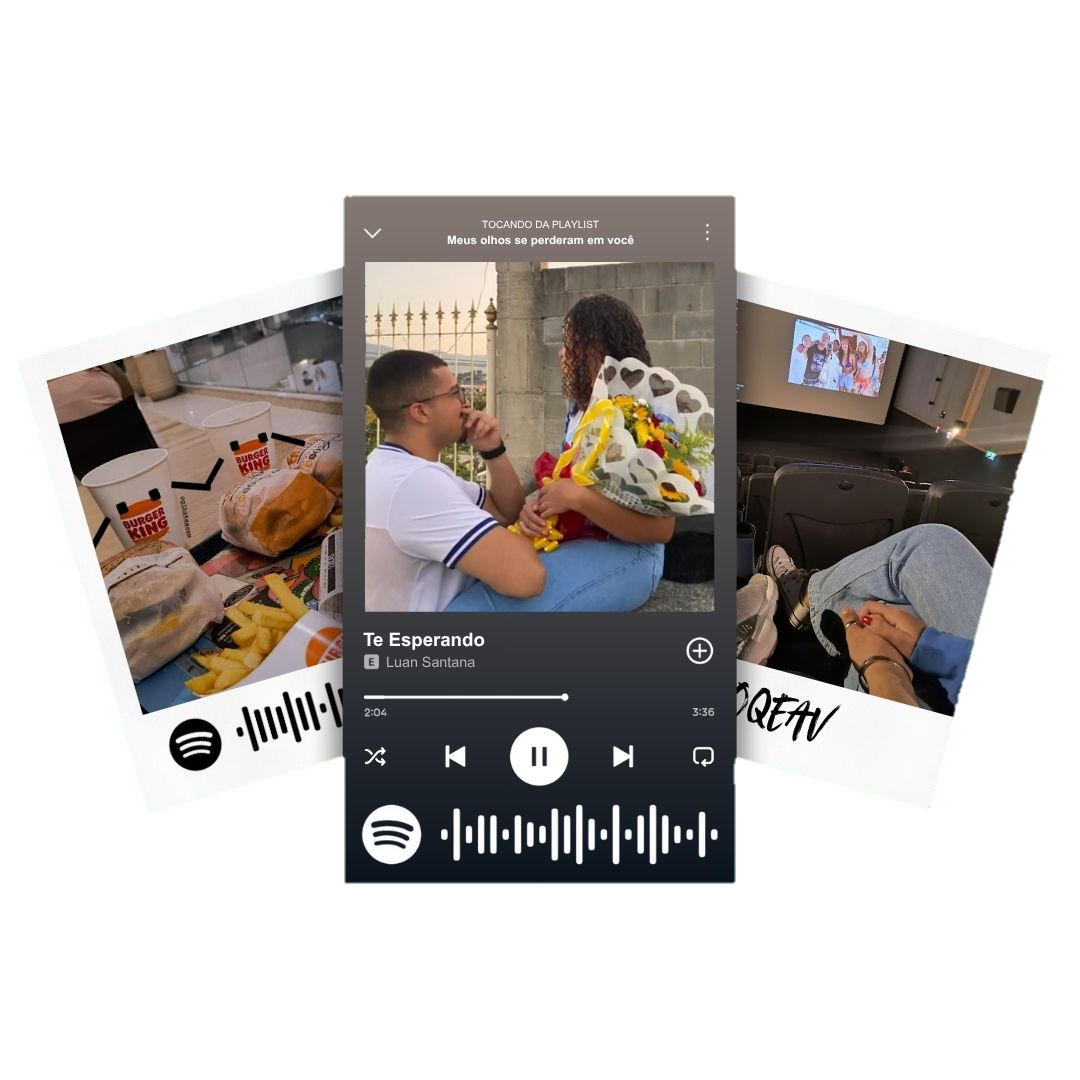 TOCANDO DA PLAYLIST
Meus olhos se perderam em você
BURGER
KING
BURGER
KING
Te Esperando
E Luan Santana
2:04
3:36
OQEAV